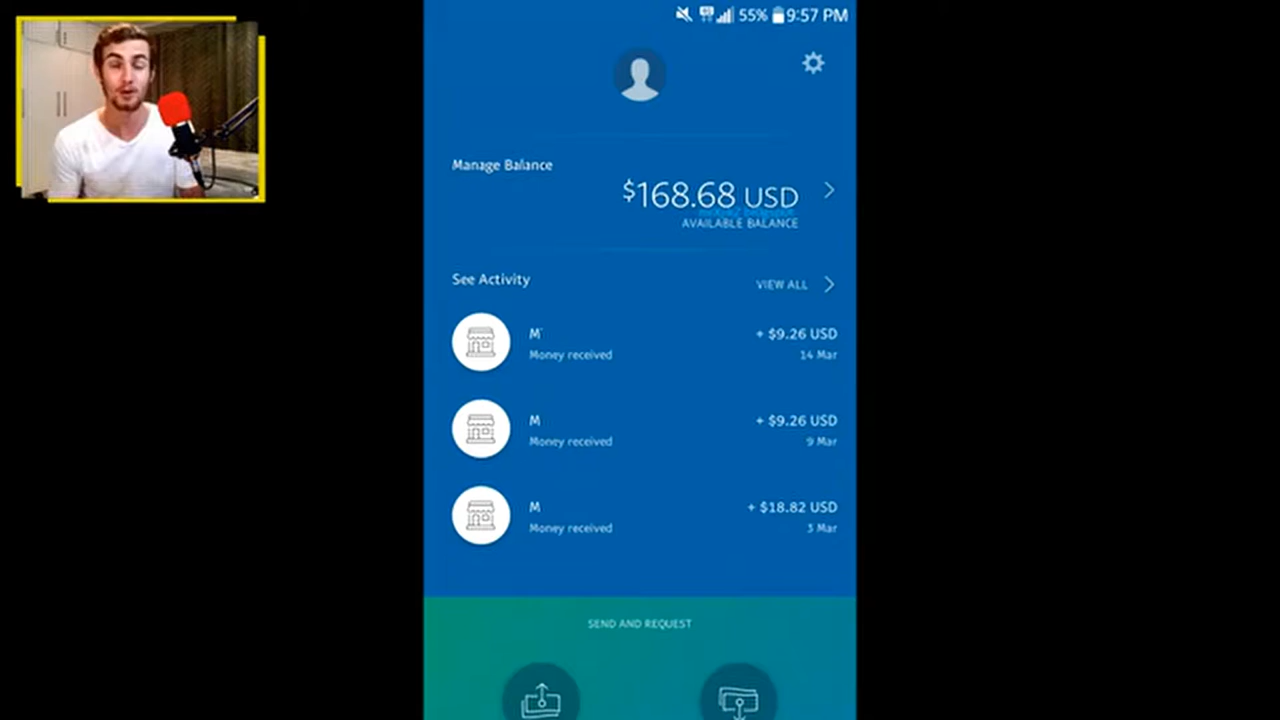 55% 9:57 PM
Manage Balance
$168.68 USD
AVAILABLE BALANCE
See Activity
VIEW ALL
M
+ $9.26 USD
Money received
14 Mar
M
+ $9.26 USD
Money received
9 Mar
M
+ $18.82 USD
Money received
3 Mar
SEND AND REQUEST